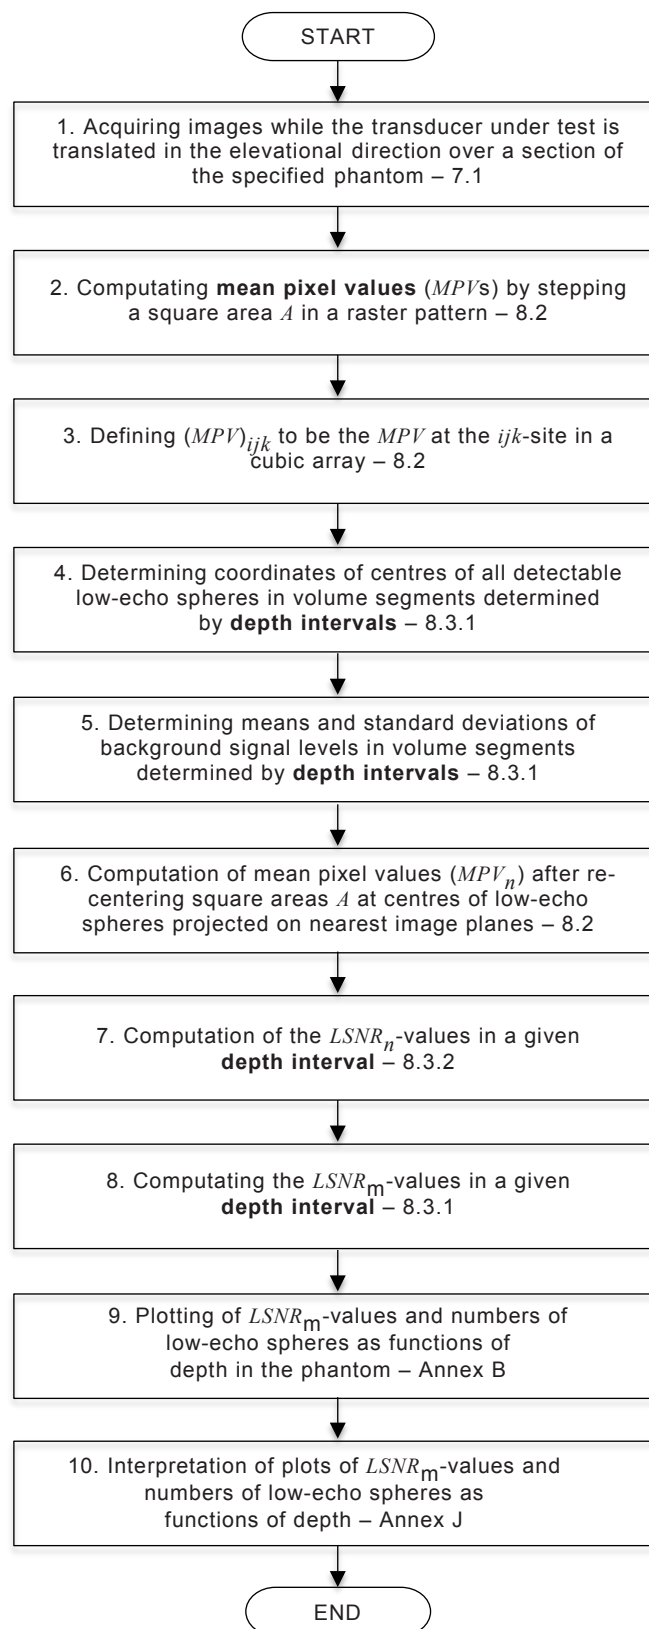 START
1. Acquiring images while the transducer under test is
translated in the elevational direction over a section of
the specified phantom – 7.1
2. Computating mean pixel values (MPVs) by stepping
a square area A in a raster pattern – 8.2
3. Defining (MPV)ijk to be the MPV at the ijk-site in a
cubic array – 8.2
4. Determining coordinates of centres of all detectable
low-echo spheres in volume segments determined
by depth intervals – 8.3.1
5. Determining means and standard deviations of
background signal levels in volume segments
determined by depth intervals – 8.3.1
6. Computation of mean pixel values (MPVn) after re-
centering square areas A at centres of low-echo
spheres projected on nearest image planes – 8.2
7. Computation of the LSNRn-values in a given
depth interval – 8.3.2
8. Computating the LSNRm-values in a given
depth interval – 8.3.1
9. Plotting of LSNRm-values and numbers of
low-echo spheres as functions of
depth in the phantom – Annex B
10. Interpretation of plots of LSNRm-values and
numbers of low-echo spheres as
functions of depth – Annex J
END